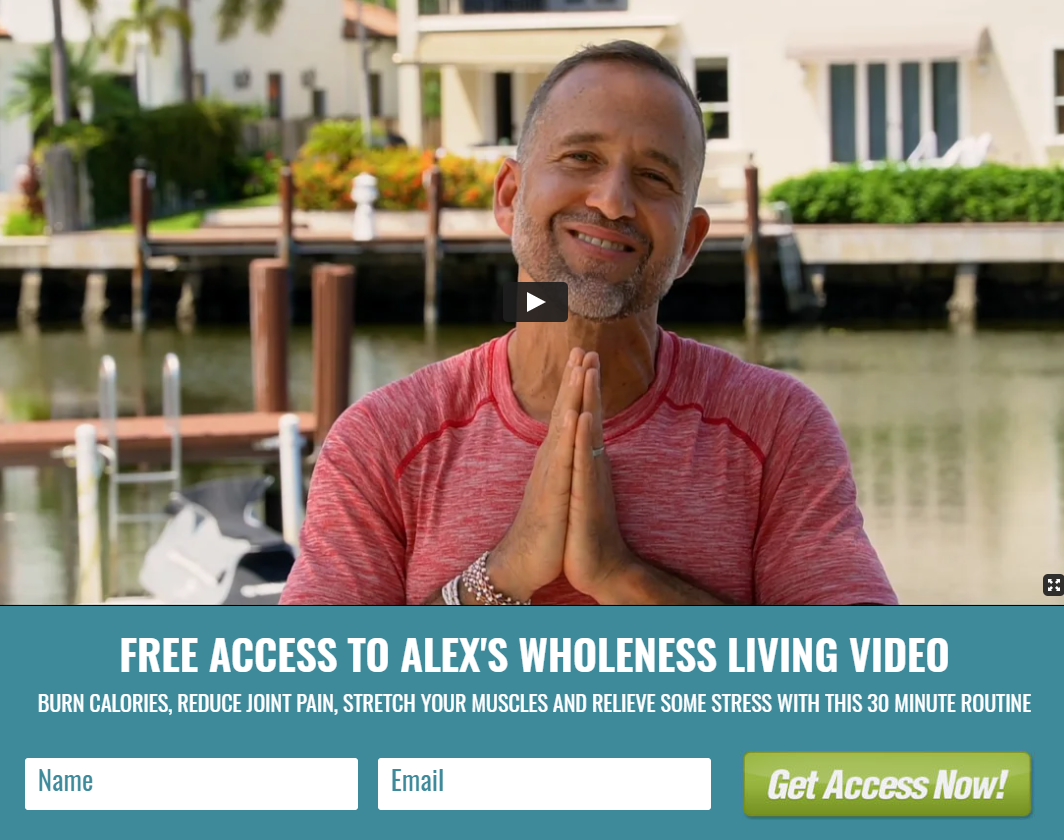 FREE ACCESS TO ALEX'S WHOLENESS LIVING VIDEO
BURN CALORIES, REDUCE JOINT PAIN, STRETCH YOUR MUSCLES AND RELIEVE SOME STRESS WITH THIS 30 MINUTE ROUTINE
Name
Email
Get Access Now!